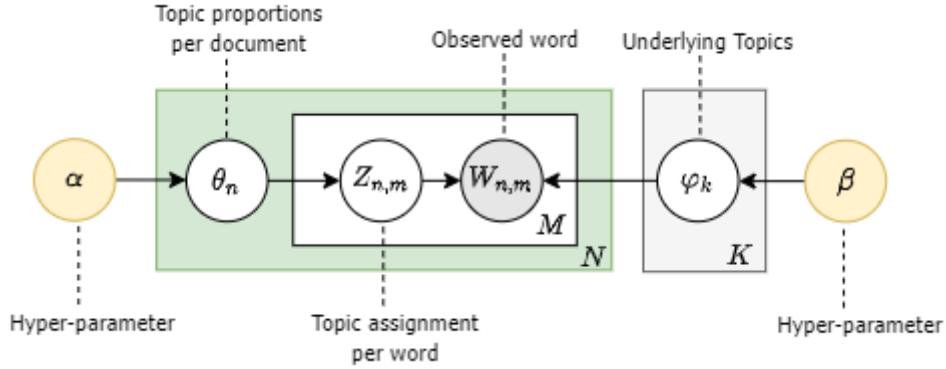 Topic proportions
per document
Observed word
Underlying Topics
α
θn
Zn,m
Wn,m
φk
β
M
N
K
Hyper-parameter
Topic assignment
per word
Hyper-parameter